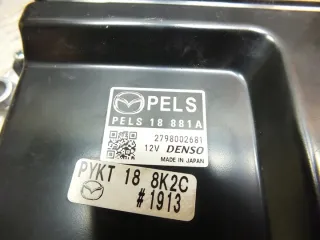 PELS
PELS 18 881A
2798002681
12V DENSO
MADE IN JAPAN
PYKT 18 8K2C
#1913